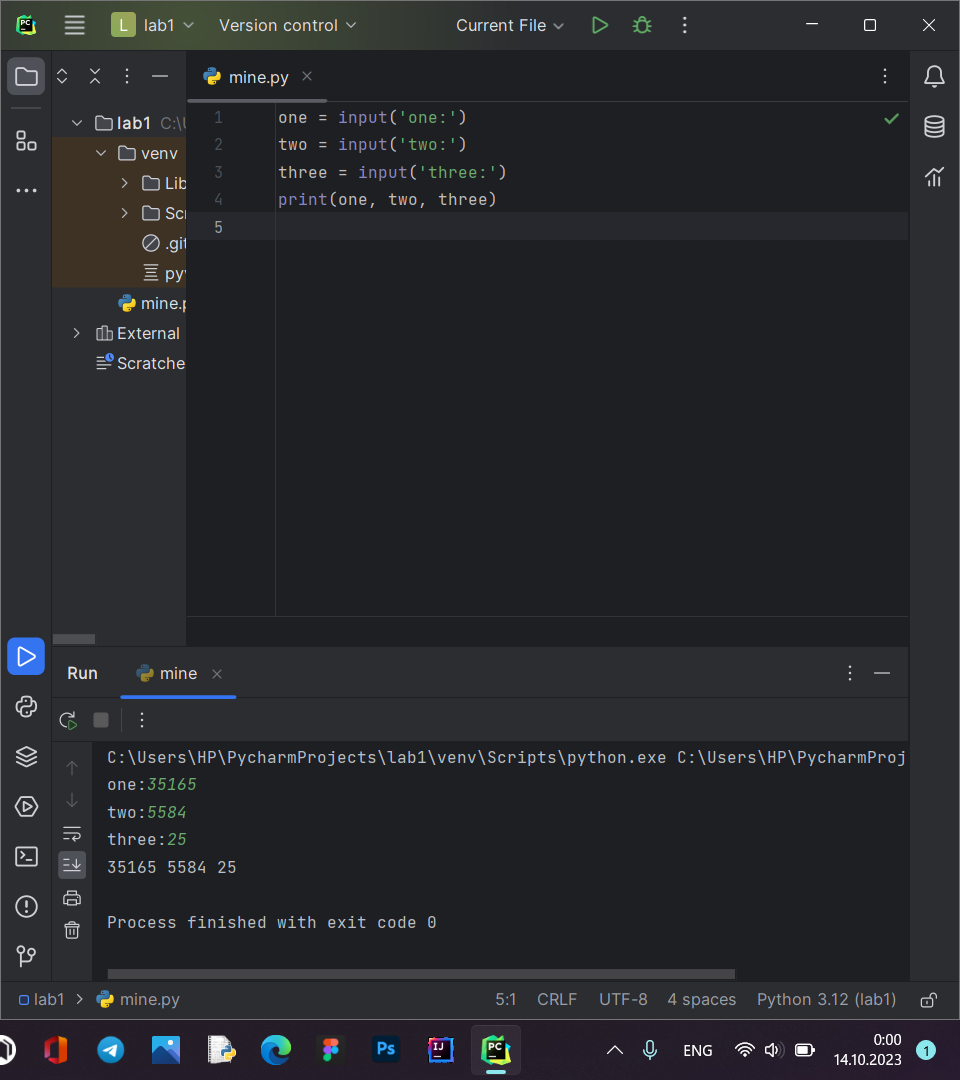 PC L lab1 Version control Current File
mine.py
lab1 C:\U
venv
Lib
Scr
.git
pyv
mine.p
External
Scratche
1 one = input('one:')
2 two = input('two:')
3 three = input('three:')
4 print(one, two, three)
5
Run mine
C:\Users\HP\PycharmProjects\lab1\venv\Scripts\python.exe C:\Users\HP\PycharmProj
one:35165
two:5584
three:25
35165 5584 25
Process finished with exit code 0
lab1 mine.py 5:1 CRLF UTF-8 4 spaces Python 3.12 (lab1)
Ps IJ PC ENG 0:00 1
14.10.2023